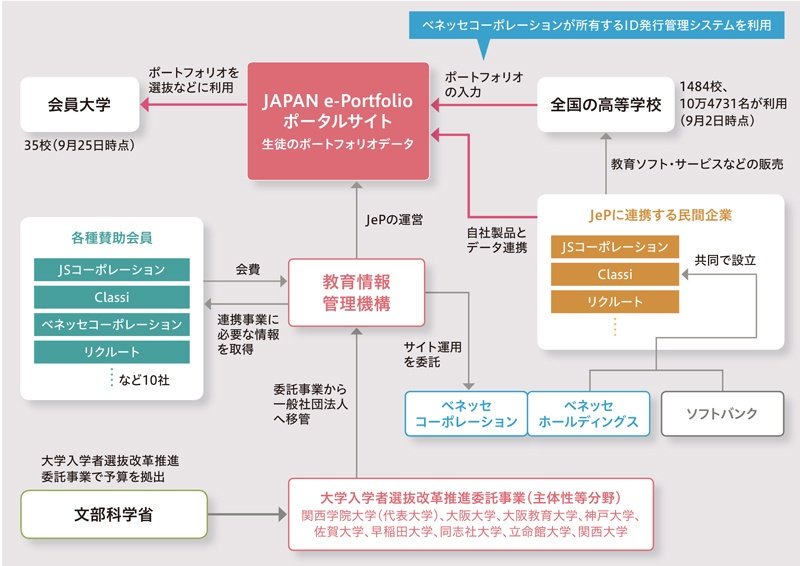 ベネッセコーポレーションが所有するID発行管理システムを利用
ポートフォリオを
選抜などに利用
会員大学
35校(9月25日時点)
JAPAN e-Portfolio
ポータルサイト
生徒のポートフォリオデータ
ポートフォリオ
の入力
全国の高等学校
1484校、
10万4731名が利用
(9月2日時点)
教育ソフト・サービスなどの販売
JePの運営
自社製品と
データ連携
JePに連携する民間企業
JSコーポレーション
Classi
リクルート
共同で設立
各種賛助会員
JSコーポレーション
Classi
ベネッセコーポレーション
リクルート
など10社
会費
連携事業に
必要な情報
を取得
教育情報
管理機構
サイト運用
を委託
委託事業から
一般社団法人
へ移管
ベネッセ
コーポレーション
ベネッセ
ホールディングス
ソフトバンク
大学入学者選抜改革推進
委託事業で予算を拠出
文部科学省
大学入学者選抜改革推進委託事業(主体性等分野)
関西学院大学(代表大学)、大阪大学、大阪教育大学、神戸大学、
佐賀大学、早稲田大学、同志社大学、立命館大学、関西大学